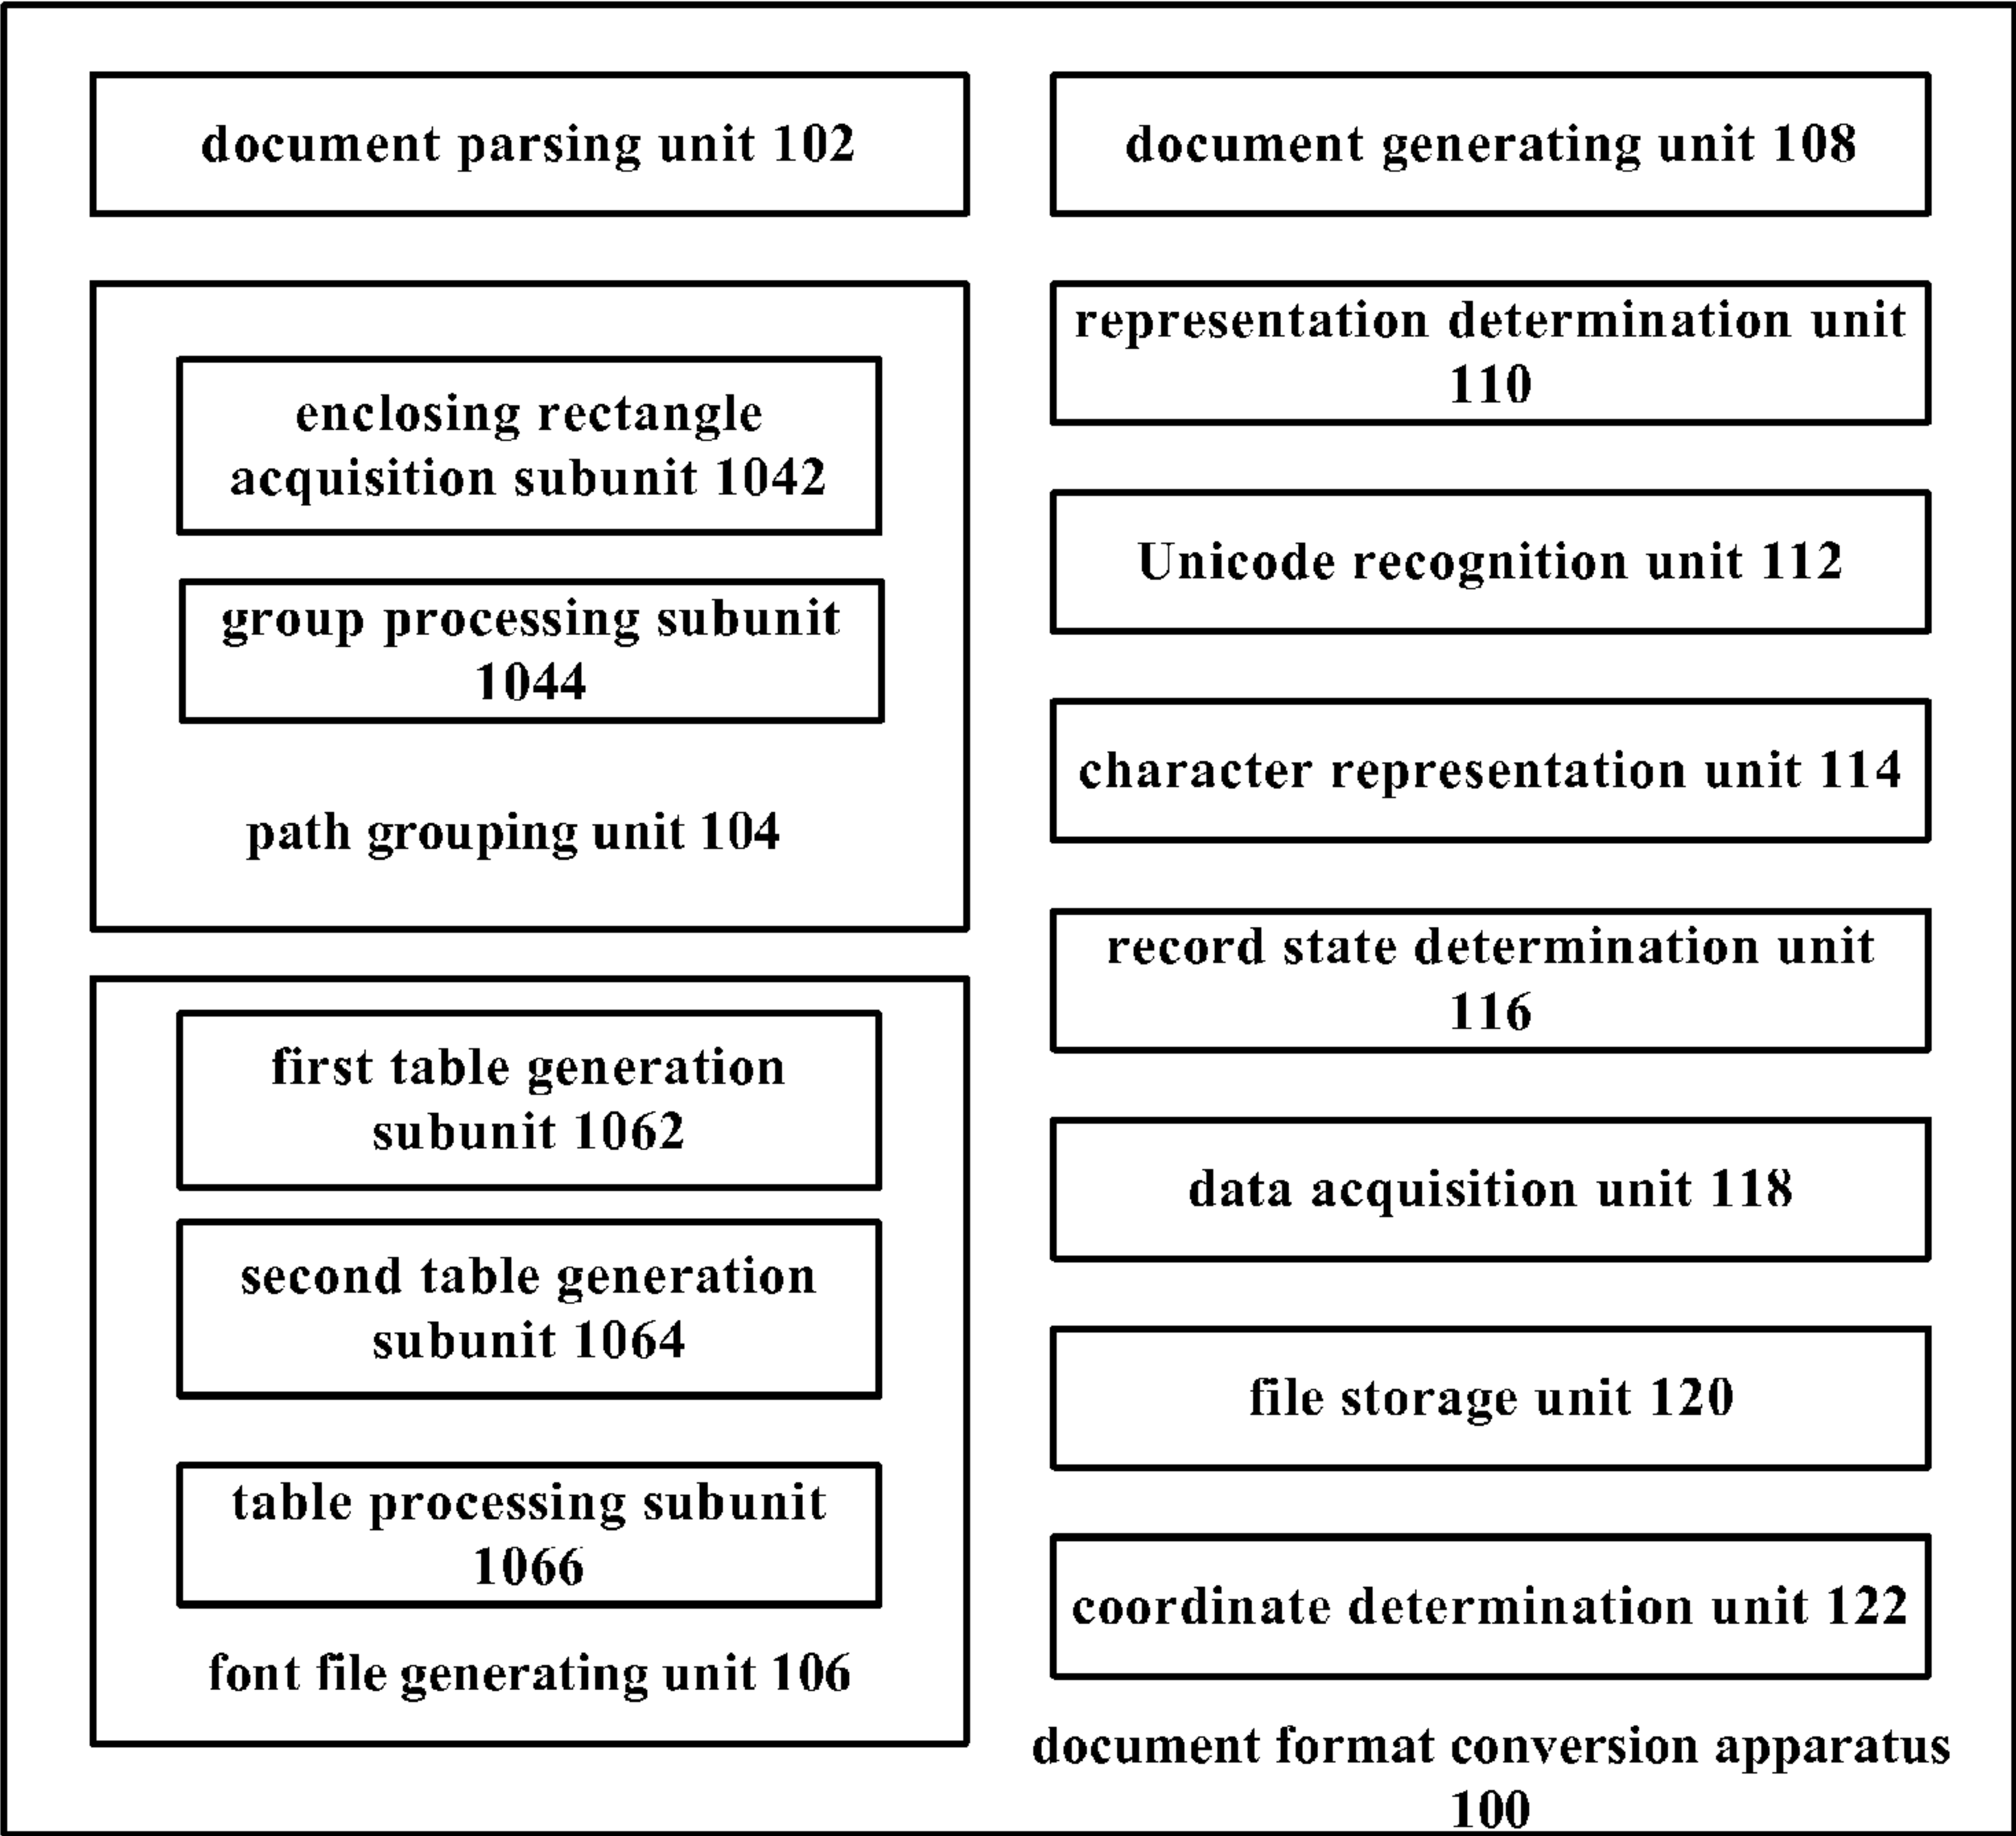 document parsing unit 102
enclosing rectangle
acquisition subunit 1042
group processing subunit
1044
path grouping unit 104
first table generation
subunit 1062
second table generation
subunit 1064
table processing subunit
1066
font file generating unit 106
document generating unit 108
representation determination unit
110
Unicode recognition unit 112
character representation unit 114
record state determination unit
116
data acquisition unit 118
file storage unit 120
coordinate determination unit 122
document format conversion apparatus
100